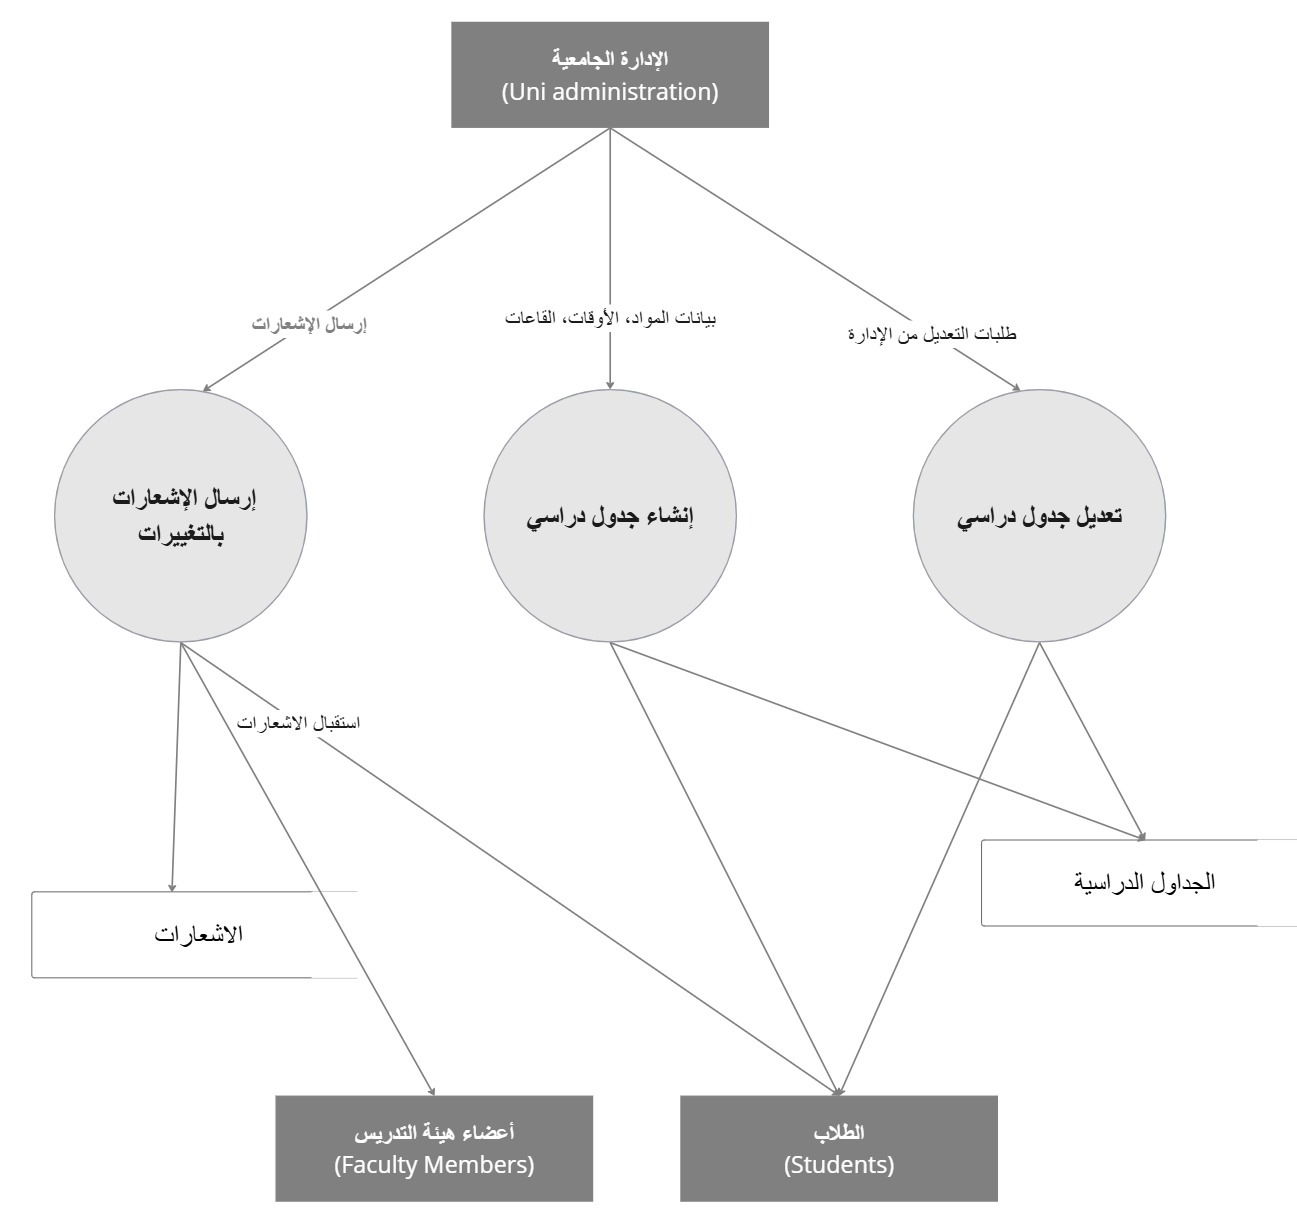 الإدارة الجامعية
(Uni administration)
طلبات التعديل من الإدارة
بيانات المواد، الأوقات، القاعات
إرسال الإشعارات
تعديل جدول دراسي
إنشاء جدول دراسي
إرسال الإشعارات
بالتغييرات
استقبال الاشعارات
الجداول الدراسية
الاشعارات
الطلاب
(Students)
أعضاء هيئة التدريس
(Faculty Members)